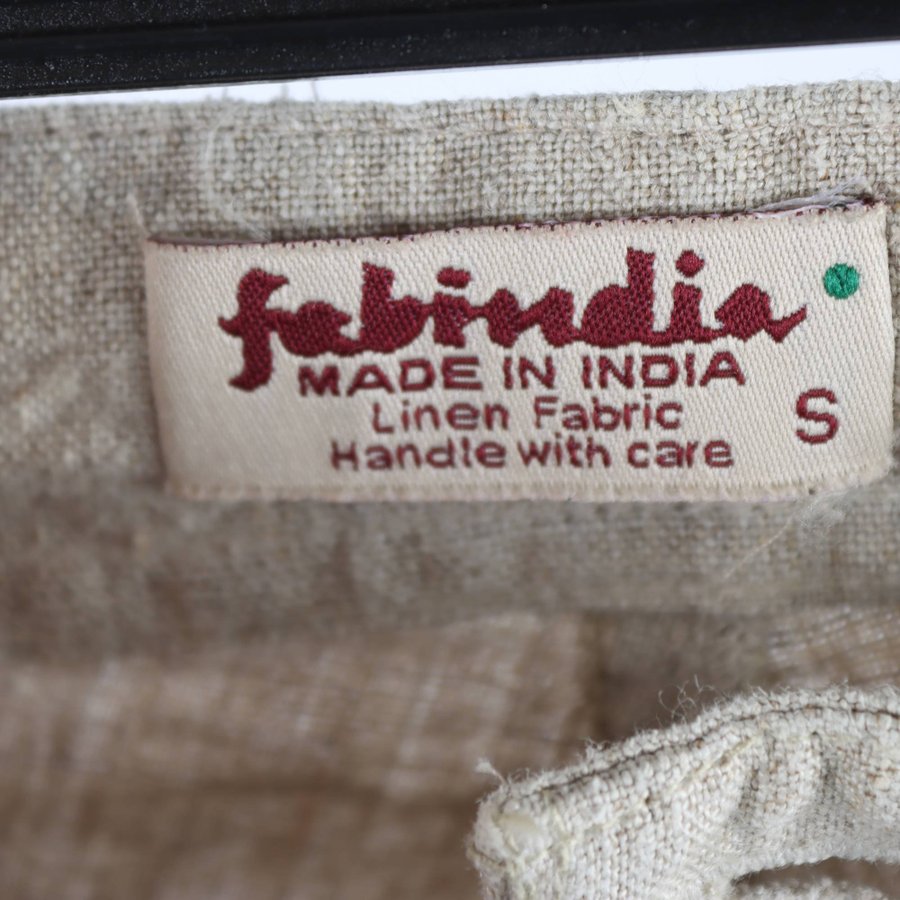 fabindia
MADE IN INDIA
Linen Fabric
Handle with care
S